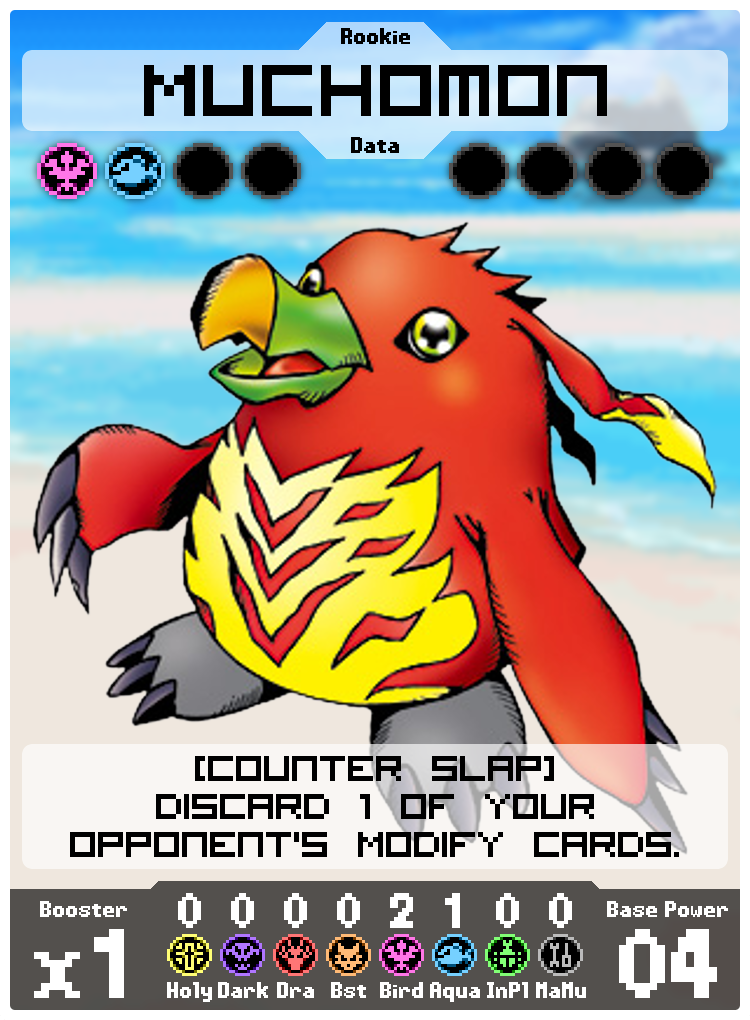 Rookie
MUCHOMON
Data
[COUNTER SLAP]
DISCARD 1 OF YOUR
OPPONENT'S MODIFY CARDS.
Booster
x1
0 0 0 0 2 1 0 0
Holy Dark Dra Bst Bird Aqua InPl MaMu
Base Power
04